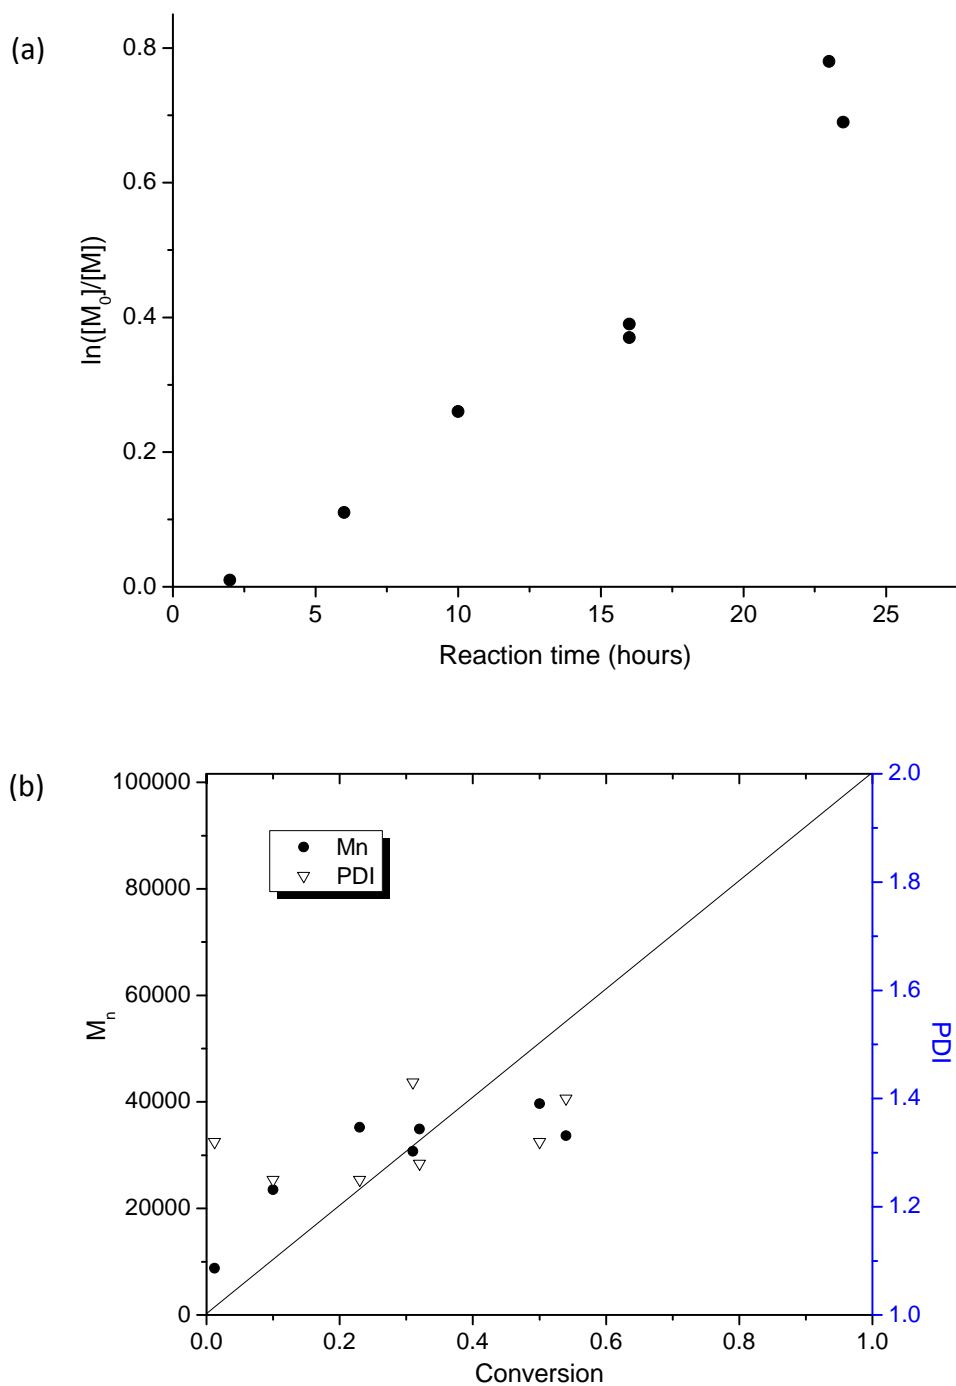 (a)
ln([M₀]/[M])
0.8
0.6
0.4
0.2
0.0
0 5 10 15 20 25
Reaction time (hours)
(b)
Mₙ
100000
80000
60000
40000
20000
0
Mn
PDI
2.0
1.8
1.6
1.4
1.2
1.0
PDI
0.0 0.2 0.4 0.6 0.8 1.0
Conversion